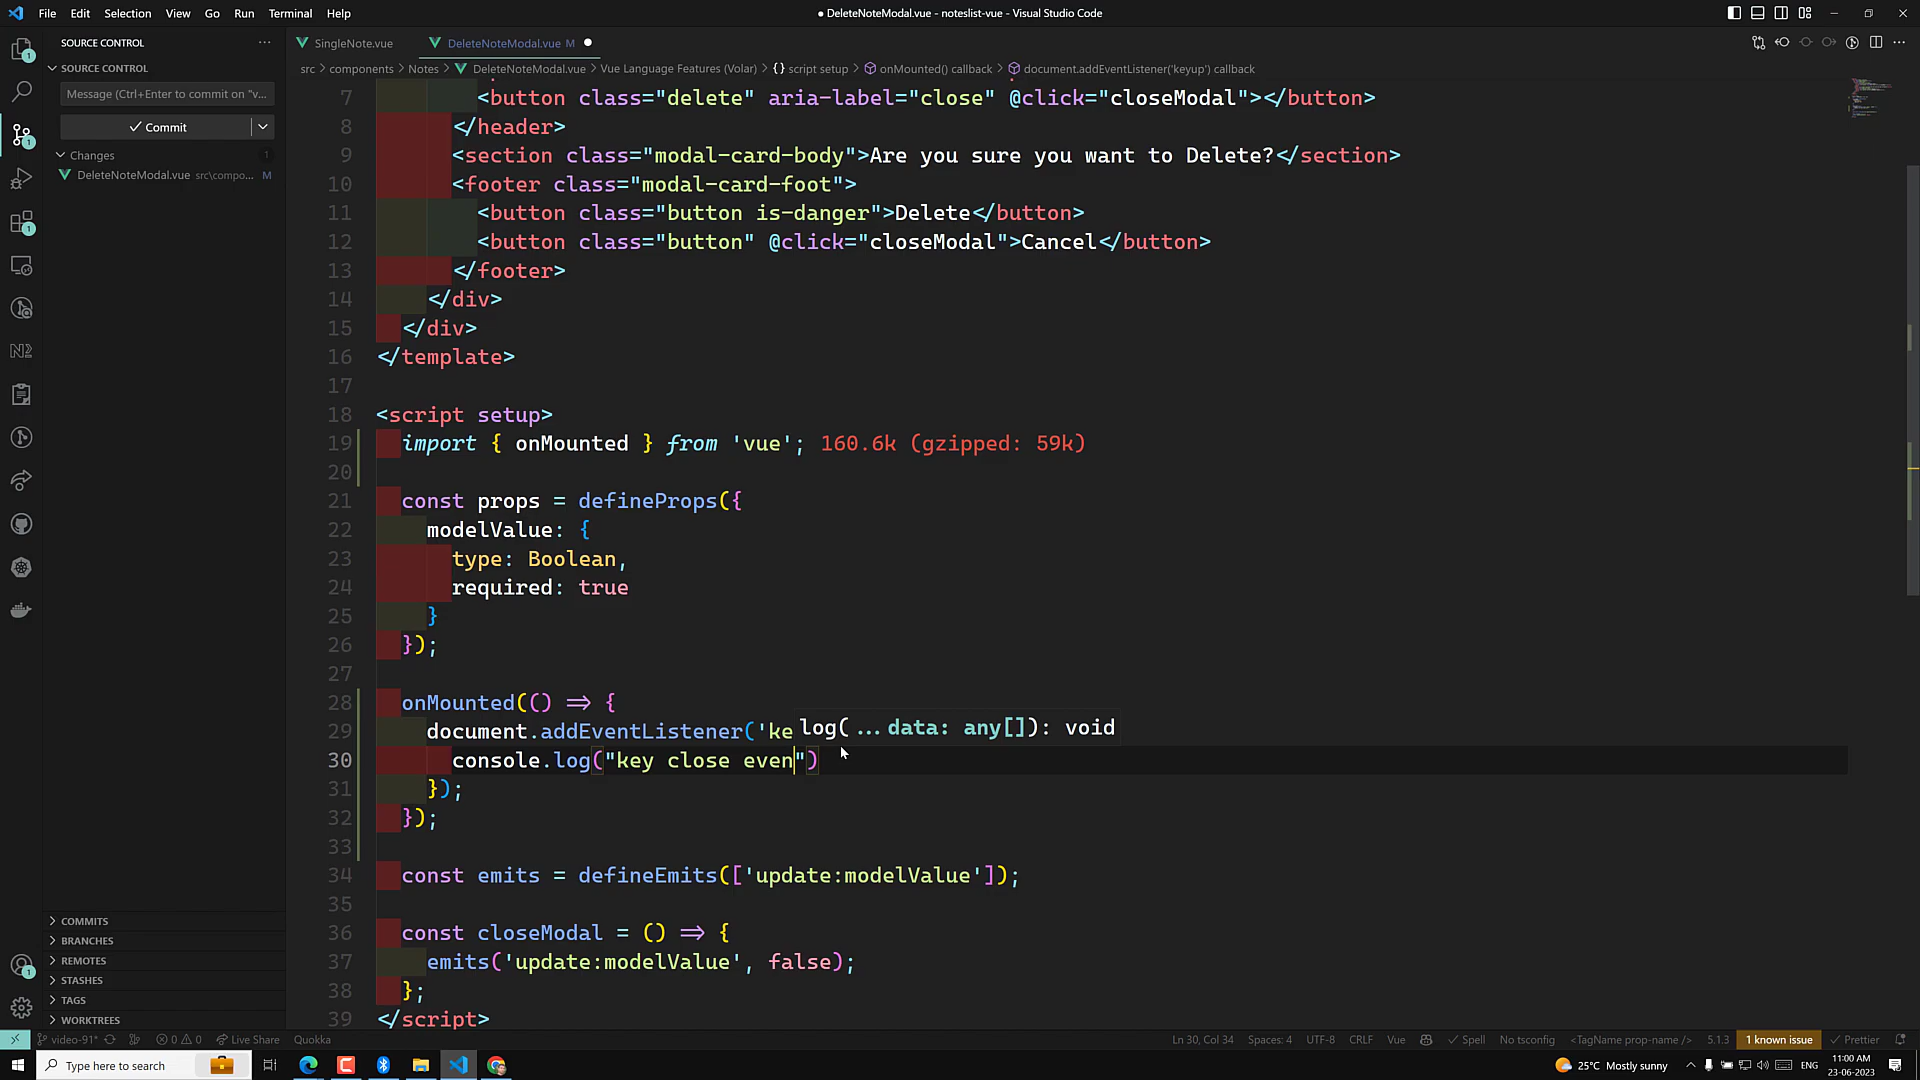 File Edit Selection View Go Run Terminal Help
● DeleteNoteModal.vue - noteslist-vue - Visual Studio Code
SOURCE CONTROL
SOURCE CONTROL
Message (Ctrl+Enter to commit on "v...
Commit
Changes 1
DeleteNoteModal.vue src\compo... M
COMMITS
BRANCHES
REMOTES
STASHES
TAGS
WORKTREES
SingleNote.vue DeleteNoteModal.vue M
src > components > Notes > DeleteNoteModal.vue > Vue Language Features (Volar) > {} script setup > onMounted() callback > document.addEventListener('keyup') callback
7 <button class="delete" aria-label="close" @click="closeModal"></button>
8 </header>
9 <section class="modal-card-body">Are you sure you want to Delete?</section>
10 <footer class="modal-card-foot">
11 <button class="button is-danger">Delete</button>
12 <button class="button" @click="closeModal">Cancel</button>
13 </footer>
14 </div>
15 </div>
16 </template>
17
18 <script setup>
19 import { onMounted } from 'vue'; 160.6k (gzipped: 59k)
20
21 const props = defineProps({
22 modelValue: {
23 type: Boolean,
24 required: true
25 }
26 });
27
28 onMounted(() => {
29 document.addEventListener('ke
log(...data: any[]): void
30 console.log("key close even")
31 });
32 });
33
34 const emits = defineEmits(['update:modelValue']);
35
36 const closeModal = () => {
37 emits('update:modelValue', false);
38 };
39 </script>
video-91* 0 0 Live Share Quokka Ln 30, Col 34 Spaces: 4 UTF-8 CRLF Vue Spell No tsconfig <TagName prop-name /> 5.1.3 1 known issue Prettier
Type here to search 25°C Mostly sunny ENG 11:00 AM
23-06-2023